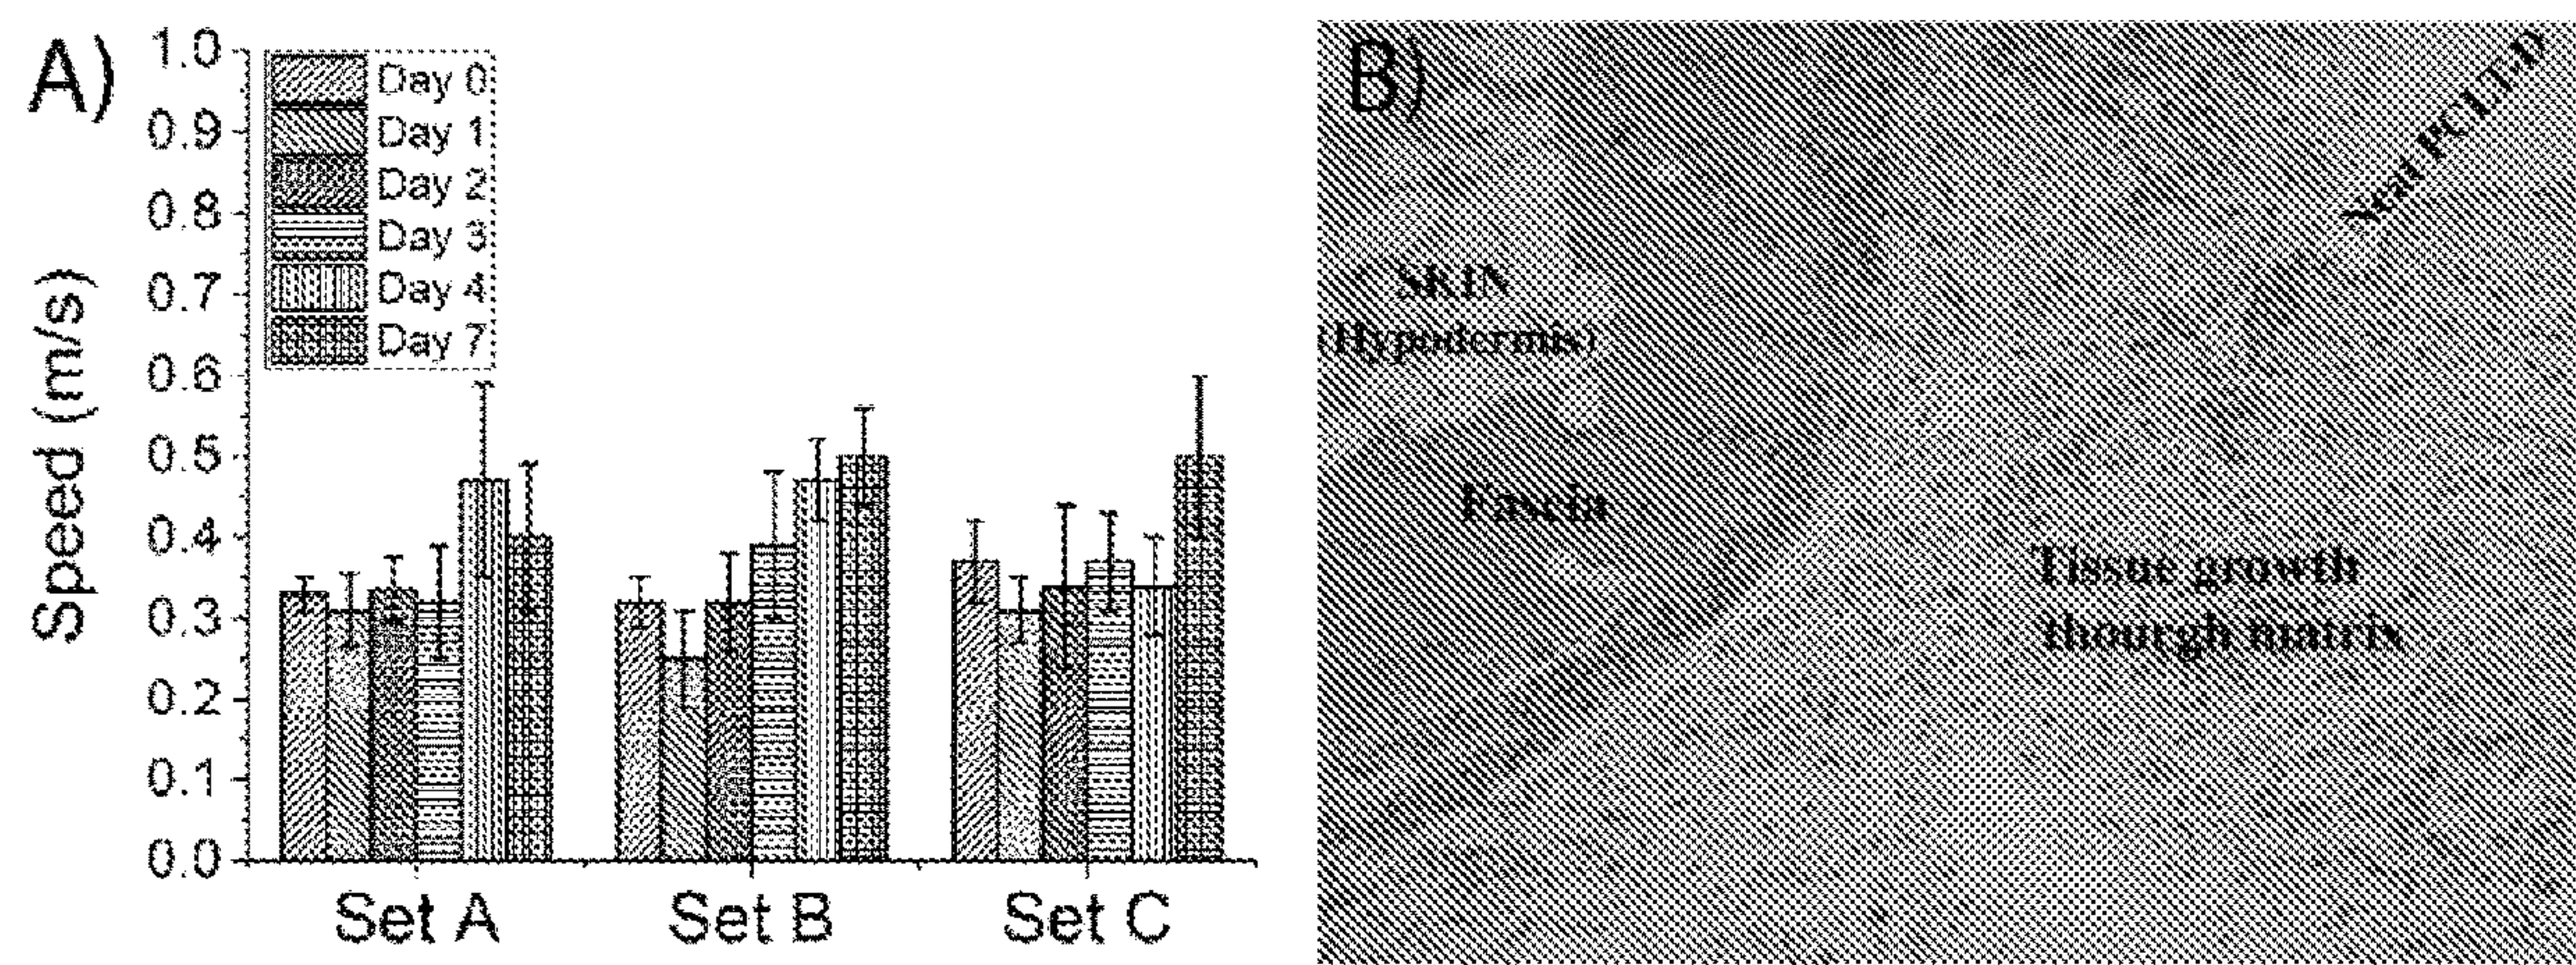 A)
Speed (m/s)
1.0
0.9
0.8
0.7
0.6
0.5
0.4
0.3
0.2
0.1
0.0
Day 0
Day 1
Day 2
Day 3
Day 4
Day 7
Set A
Set B
Set C
B)
Neat PCLT-D
SKIN
(Hypodermis)
Fascia
Tissue growth
thourgh matrix